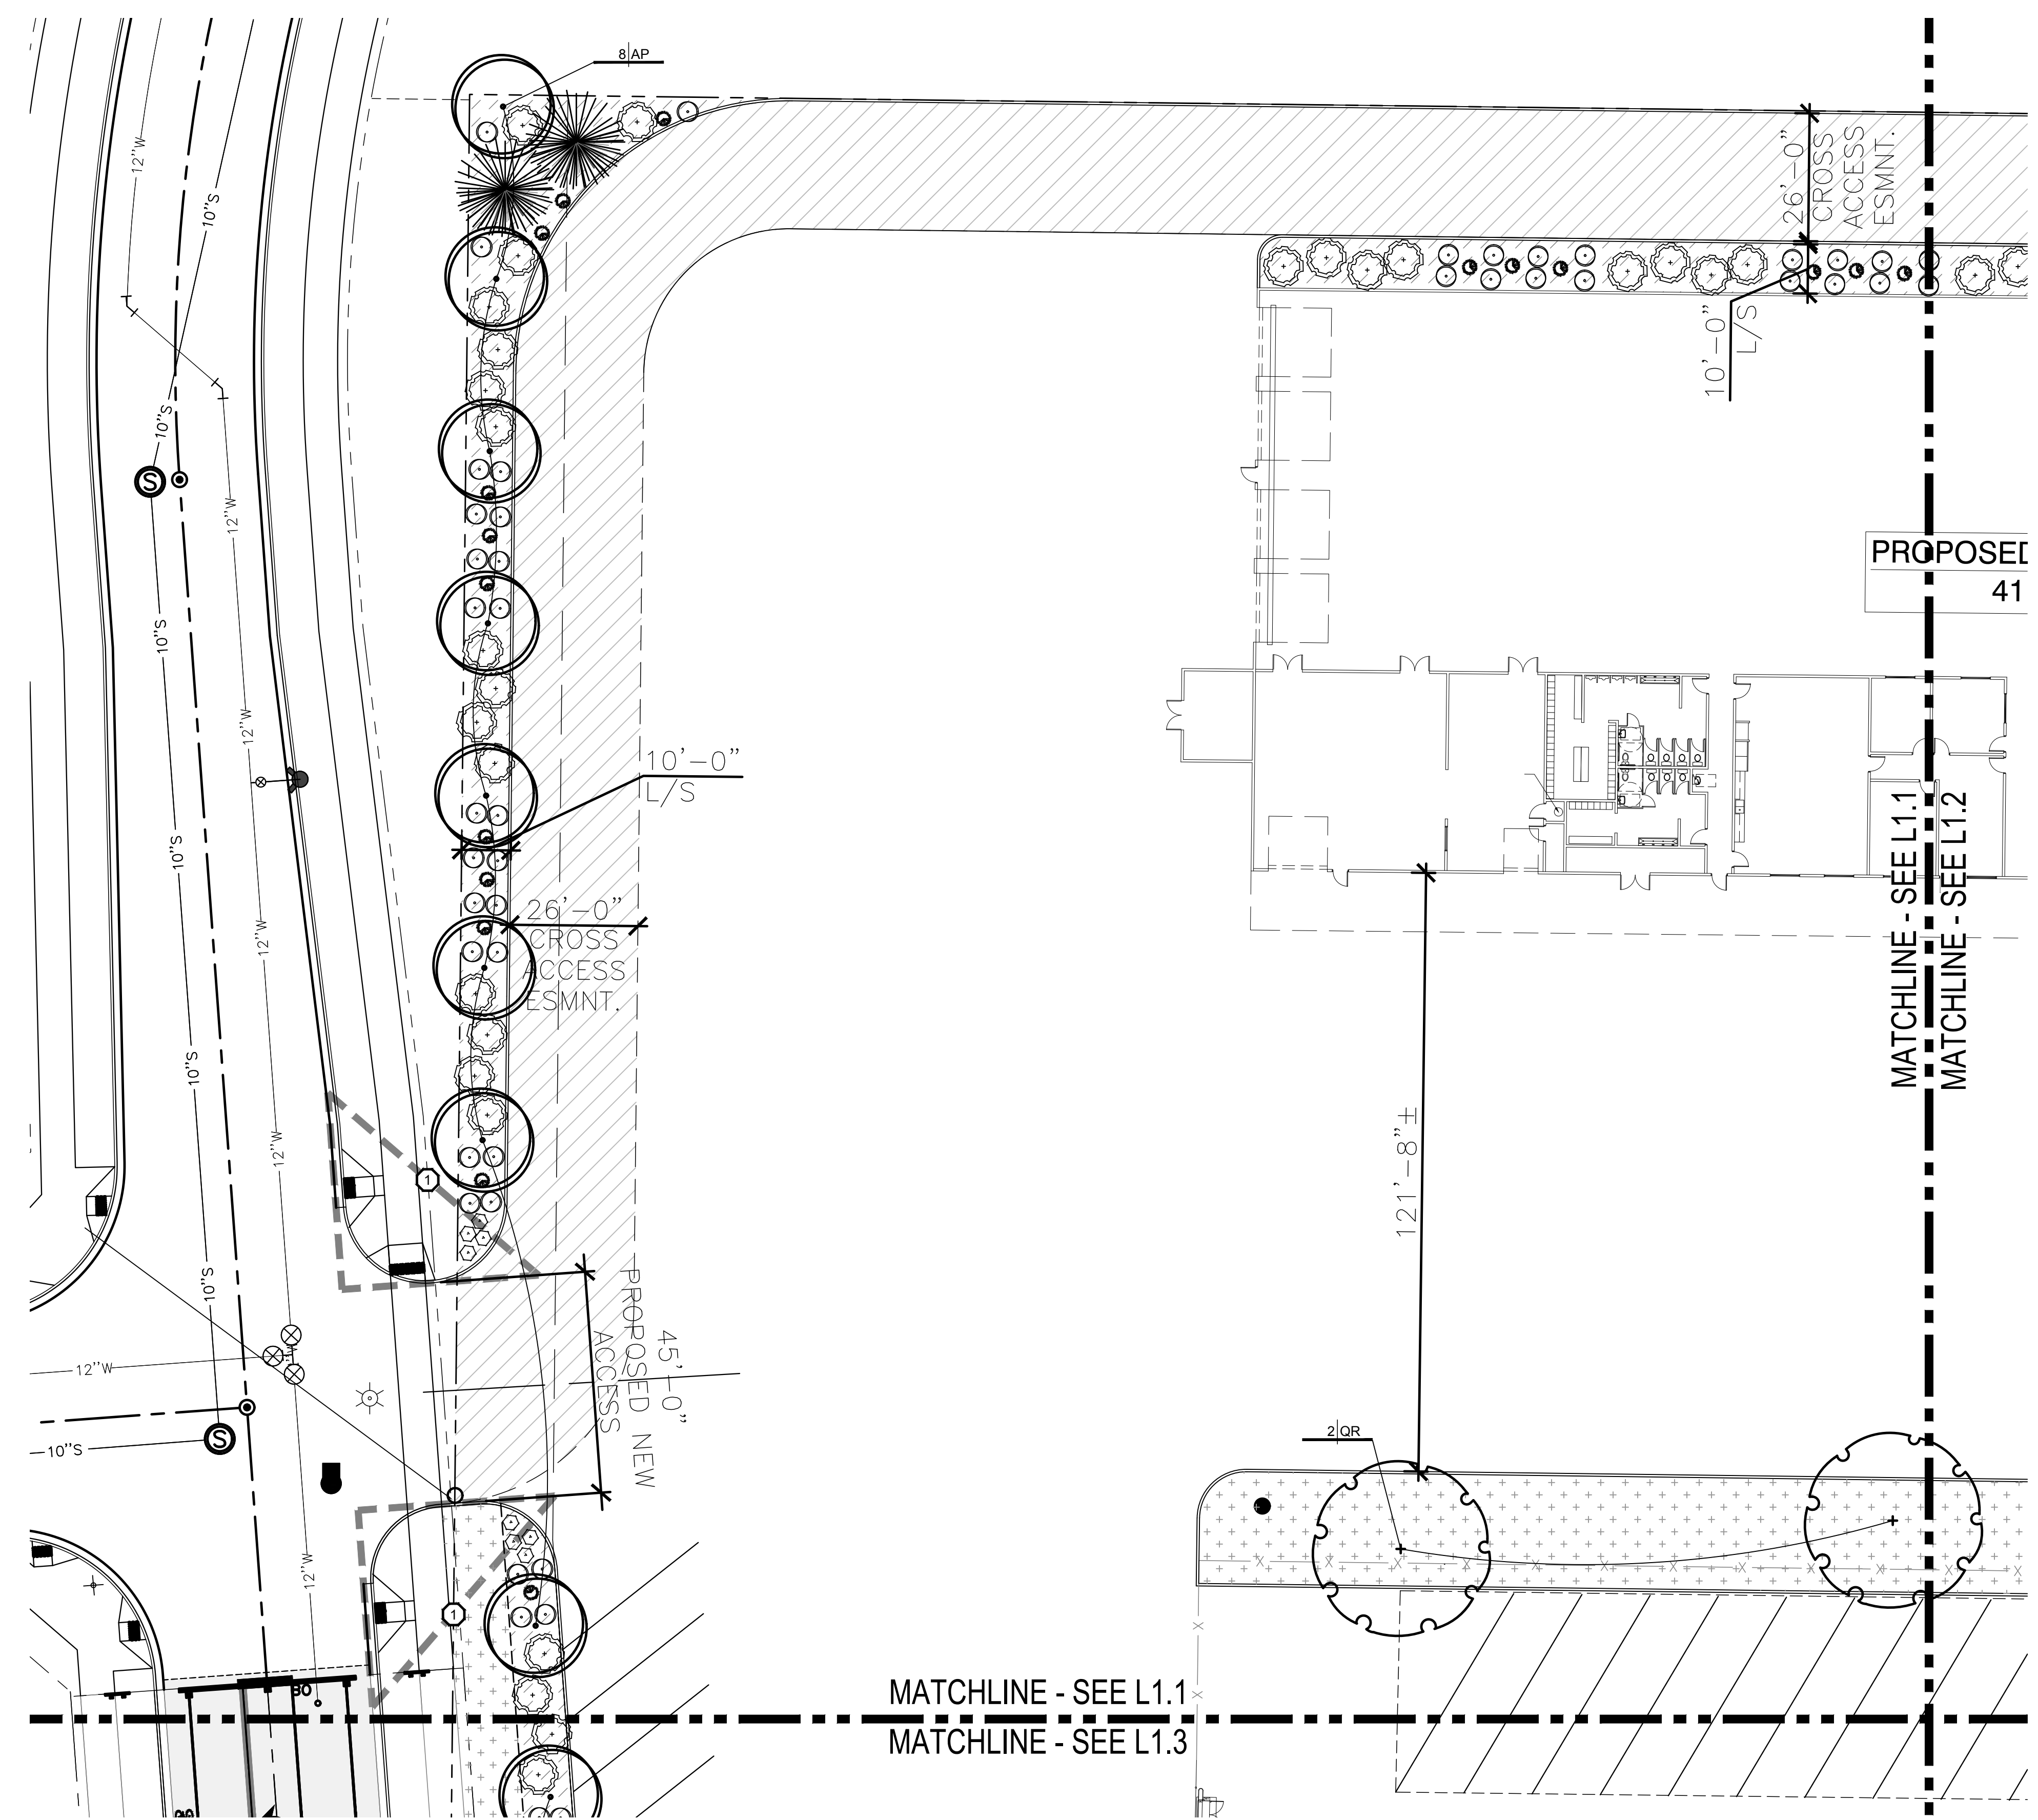 8 AP
12"W
10"S
26'-0"
CROSS
ACCESS
ESMNT.
10'-0"
L/S
10"S
S
12"W
PROPOSED
41
10"S
12"W
10'-0"
L/S
10"S
12"W
26'-0"
CROSS
ACCESS
ESMNT.
MATCHLINE - SEE L1.1
MATCHLINE - SEE L1.2
10"S
12"W
121'-8"±
1
10"S
45'-0"
PROPOSED NEW
ACCESS
12"W
S
10"S
2 QR
12"W
1
BO
MATCHLINE - SEE L1.1
MATCHLINE - SEE L1.3